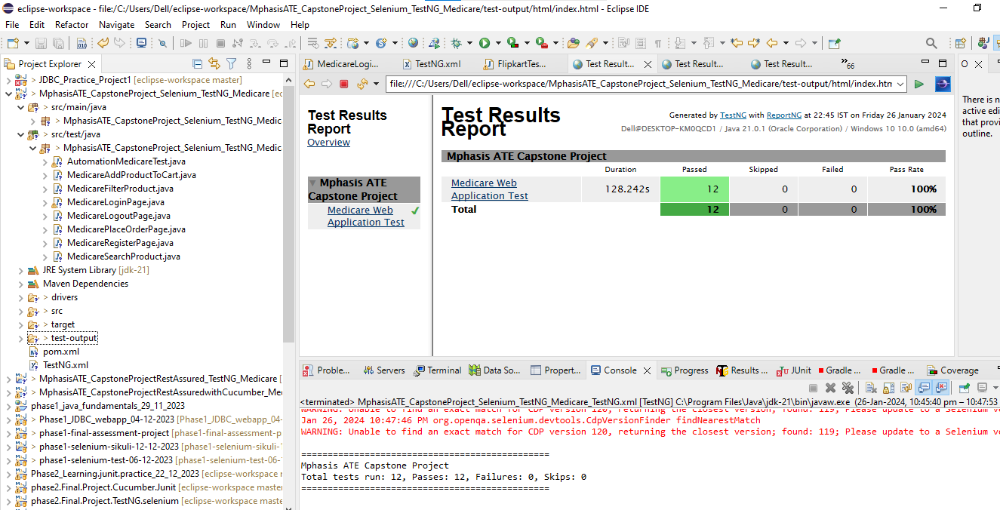 eclipse-workspace - file:/C:/Users/Dell/eclipse-workspace/MphasisATE_CapstoneProject_Selenium_TestNG_Medicare/test-output/html/index.html - Eclipse IDE
File Edit Refactor Navigate Search Project Run Window Help
Project Explorer
JDBC_Practice_Project1 [eclipse-workspace master]
> MphasisATE_CapstoneProject_Selenium_TestNG_Medicare [ec
> src/main/java
> MphasisATE_CapstoneProject_Selenium_TestNG_Medica
> src/test/java
> MphasisATE_CapstoneProject_Selenium_TestNG_Medica
AutomationMedicareTest.java
MedicareAddProductToCart.java
MedicareFilterProduct.java
MedicareLoginPage.java
MedicareLogoutPage.java
MedicarePlaceOrderPage.java
MedicareRegisterPage.java
MedicareSearchProduct.java
JRE System Library [jdk-21]
Maven Dependencies
> drivers
> src
> target
> test-output
pom.xml
TestNG.xml
> MphasisATE_CapstoneProjectRestAssured_TestNG_Medicare [
> MphasisATE_CapstoneProjectRestAssuredwithCucumber_Med
phase1_java_fundamentals_29_11_2023
> Phase1_JDBC_webapp_04-12-2023 [Phase1_JDBC_webapp_04-
> phase1-final-assessment-project [phase1-final-assessment-p
> phase1-selenium-sikuli-12-12-2023 [phase1-selenium-sikuli-
> phase1-selenium-test-06-12-2023 [phase1-selenium-test-06-
Phase2_Learning.junit.practice_22_12_2023 [eclipse-workspace
phase2.Final.Project.Cucumber.Junit [eclipse-workspace maste
phase2.Final.Project.TestNG.selenium [eclipse-workspace maste
MedicareLogi... TestNG.xml FlipkartTes... Test Result... Test Result... Test Result... »66
file:///C:/Users/Dell/eclipse-workspace/MphasisATE_CapstoneProject_Selenium_TestNG_Medicare/test-output/html/index.htm
Test Results
Report
Overview
Mphasis ATE
Capstone Project
Medicare Web
Application Test
Test Results
Report
Generated by TestNG with ReportNG at 22:45 IST on Friday 26 January 2024
Dell@DESKTOP-KM0QCD1 / Java 21.0.1 (Oracle Corporation) / Windows 10 10.0 (amd64)
Mphasis ATE Capstone Project
Duration Passed Skipped Failed Pass Rate
Medicare Web
Application Test 128.242s 12 0 0 100%
Total 12 0 0 100%
There is n
active edi
that provi
outline.
Proble... Servers Terminal Data So... Propert... Console Progress Results ... JUnit Gradle ... Gradle ... Coverage
<terminated> MphasisATE_CapstoneProject_Selenium_TestNG_Medicare_TestNG.xml [TestNG] C:\Program Files\Java\jdk-21\bin\javaw.exe (26-Jan-2024, 10:45:40 pm – 10:47:53
WARNING: Unable to find an exact match for CDP version 120, returning the closest version; found: 119; Please update to a Selenium ve
Jan 26, 2024 10:47:46 PM org.openqa.selenium.devtools.CdpVersionFinder findNearestMatch
WARNING: Unable to find an exact match for CDP version 120, returning the closest version; found: 119; Please update to a Selenium ve
===============================================
Mphasis ATE Capstone Project
Total tests run: 12, Passes: 12, Failures: 0, Skips: 0
===============================================